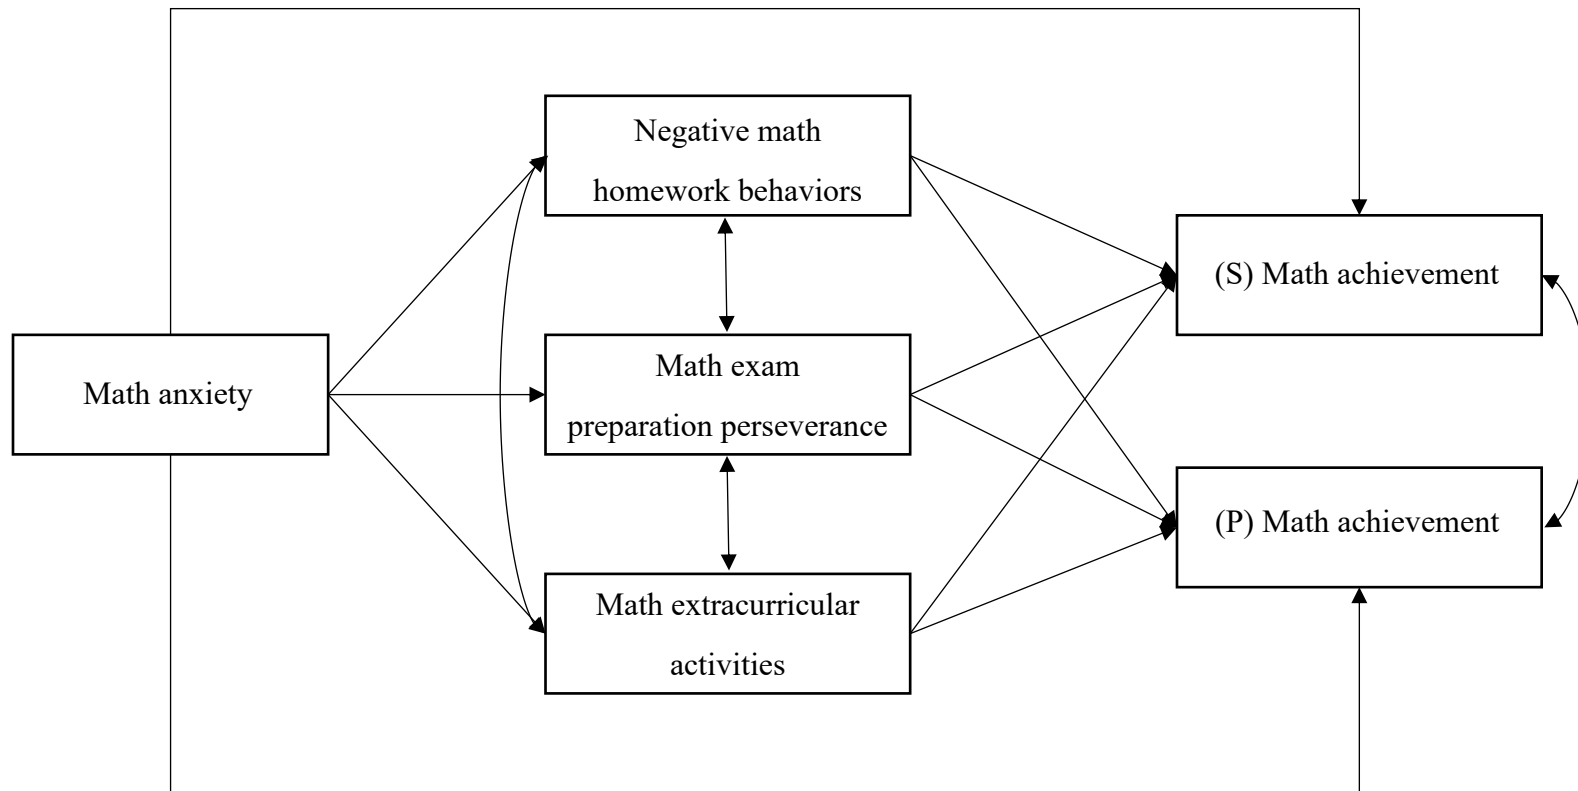 Negative math
homework behaviors
(S) Math achievement
Math anxiety
Math exam
preparation perseverance
(P) Math achievement
Math extracurricular
activities